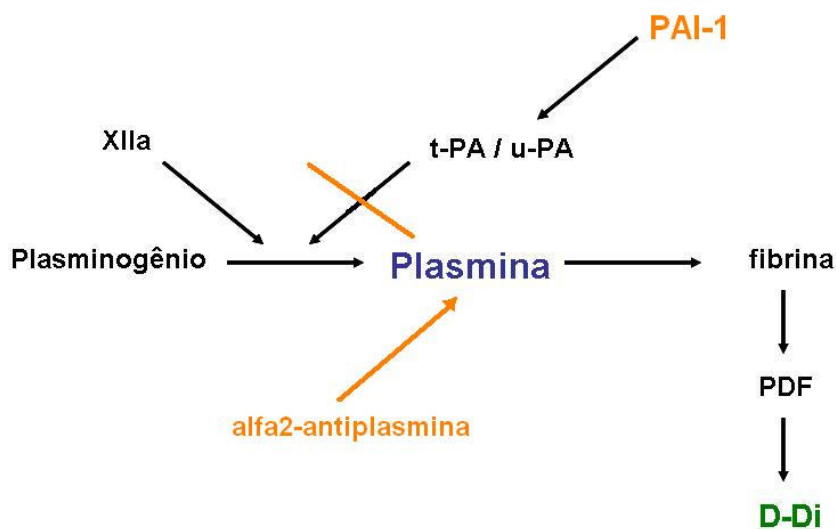 PAI-1
XIIa
t-PA / u-PA
Plasminogênio
Plasmina
fibrina
PDF
alfa2-antiplasmina
D-Di